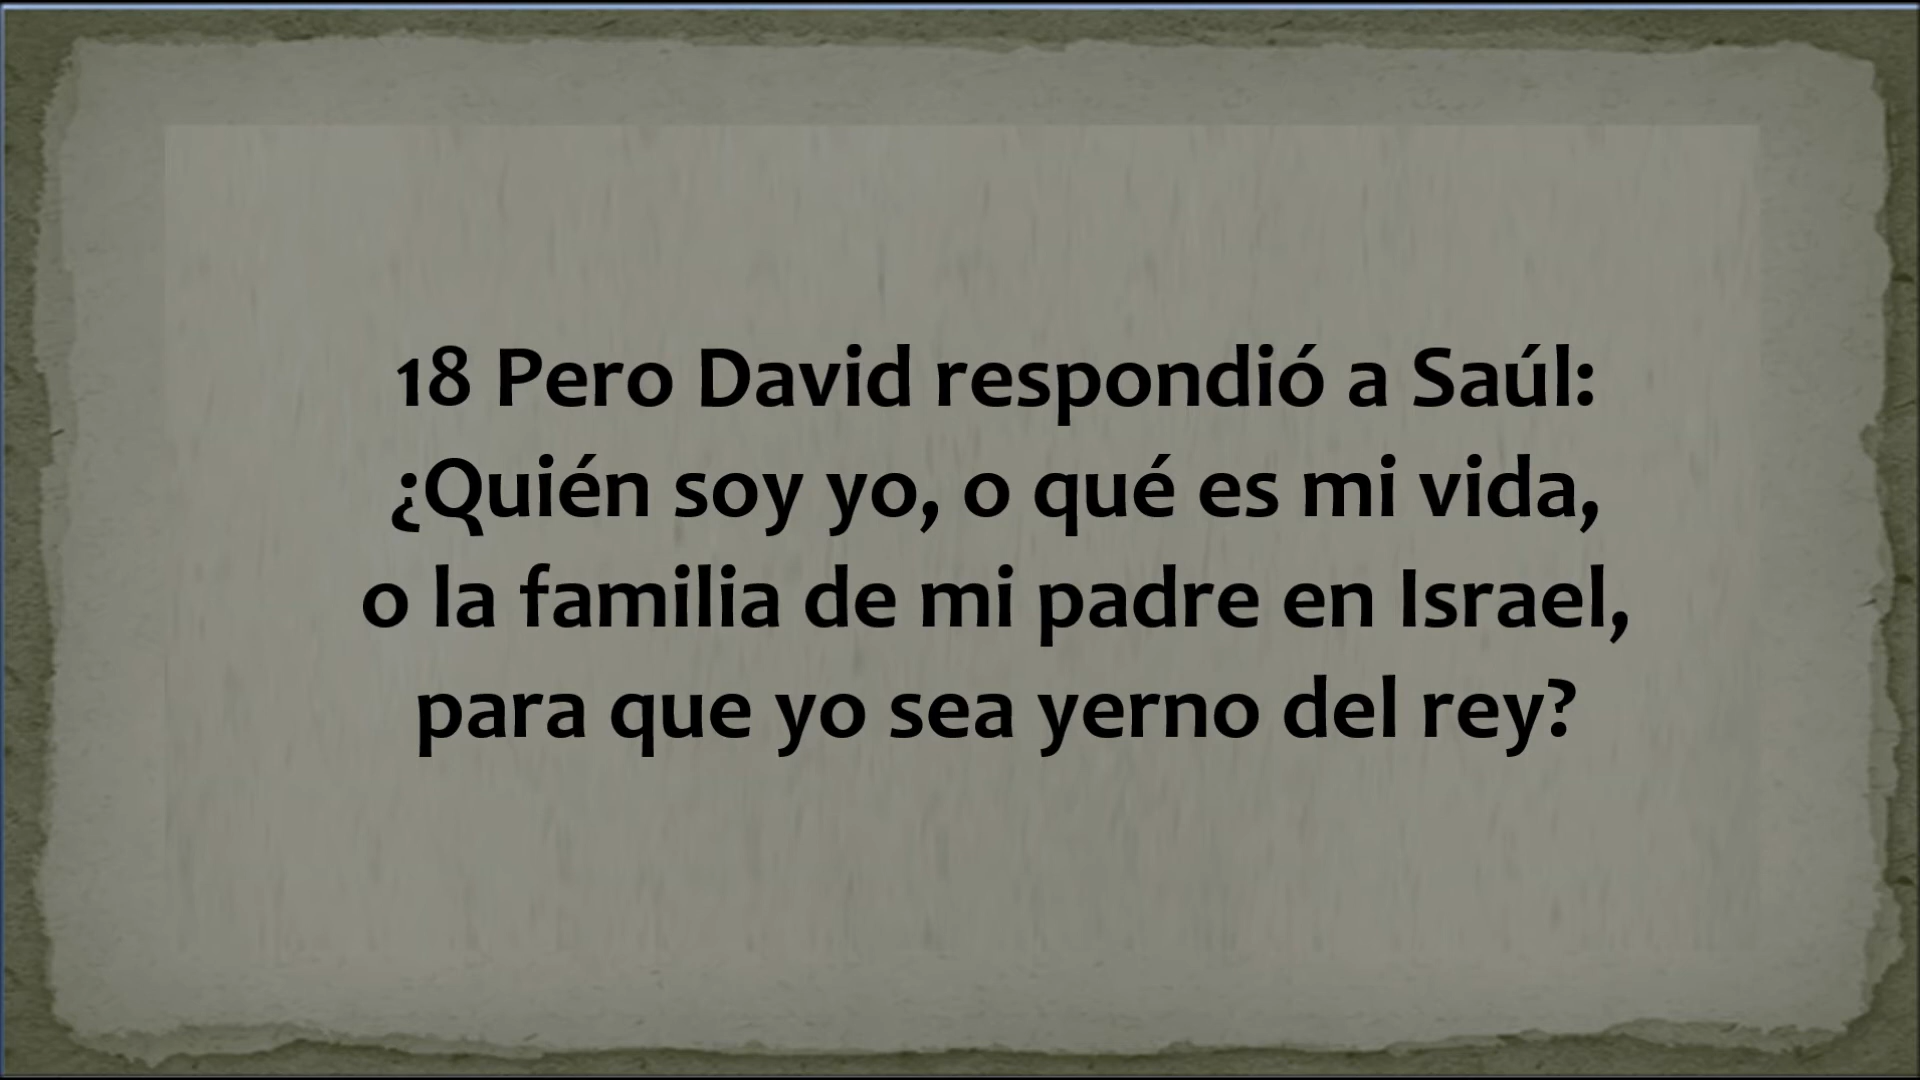 18 Pero David respondió a Saúl:
¿Quién soy yo, o qué es mi vida,
o la familia de mi padre en Israel,
para que yo sea yerno del rey?